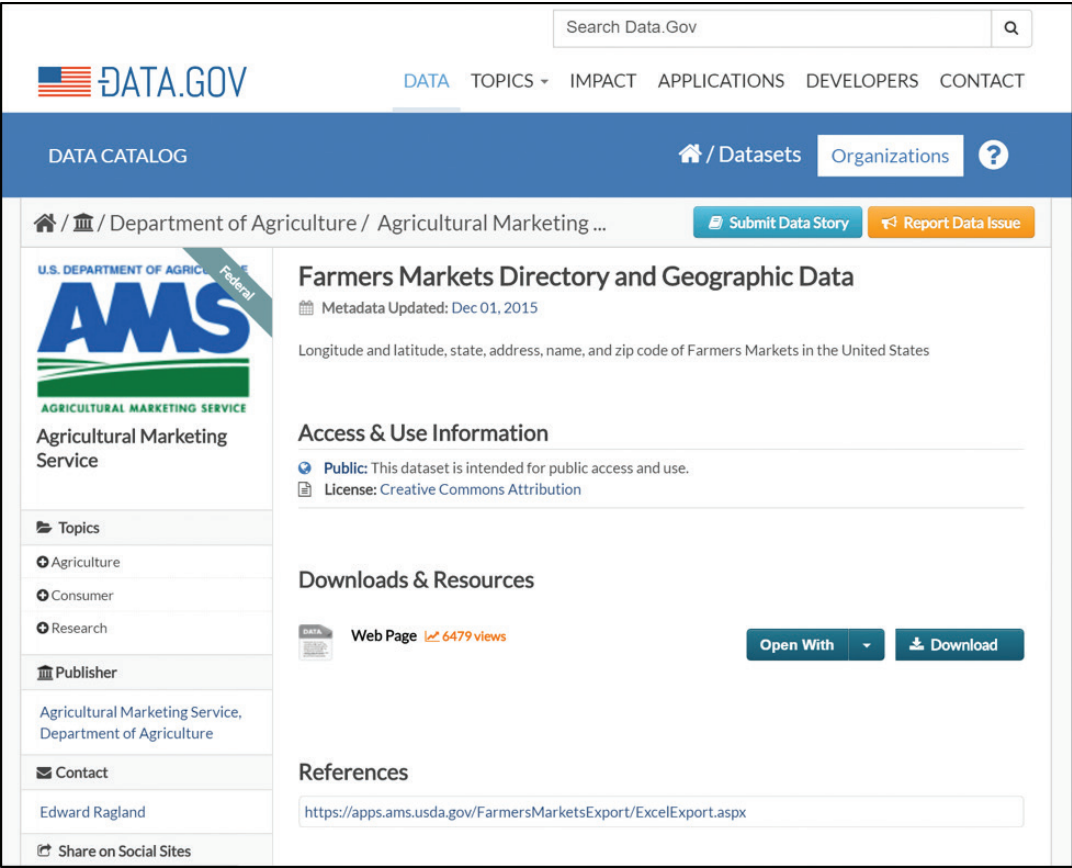 Search Data.Gov
DATA.GOV
DATA TOPICS IMPACT APPLICATIONS DEVELOPERS CONTACT
DATA CATALOG
/ Datasets Organizations ?
/ / Department of Agriculture / Agricultural Marketing ...
Submit Data Story Report Data Issue
U.S. DEPARTMENT OF AGRIC E
Federal
AMS
AGRICULTURAL MARKETING SERVICE
Agricultural Marketing
Service
Topics
Agriculture
Consumer
Research
Publisher
Agricultural Marketing Service,
Department of Agriculture
Contact
Edward Ragland
Share on Social Sites
Farmers Markets Directory and Geographic Data
Metadata Updated: Dec 01, 2015
Longitude and latitude, state, address, name, and zip code of Farmers Markets in the United States
Access & Use Information
Public: This dataset is intended for public access and use.
License: Creative Commons Attribution
Downloads & Resources
DATA
Web Page 6479 views
Open With Download
References
https://apps.ams.usda.gov/FarmersMarketsExport/ExcelExport.aspx